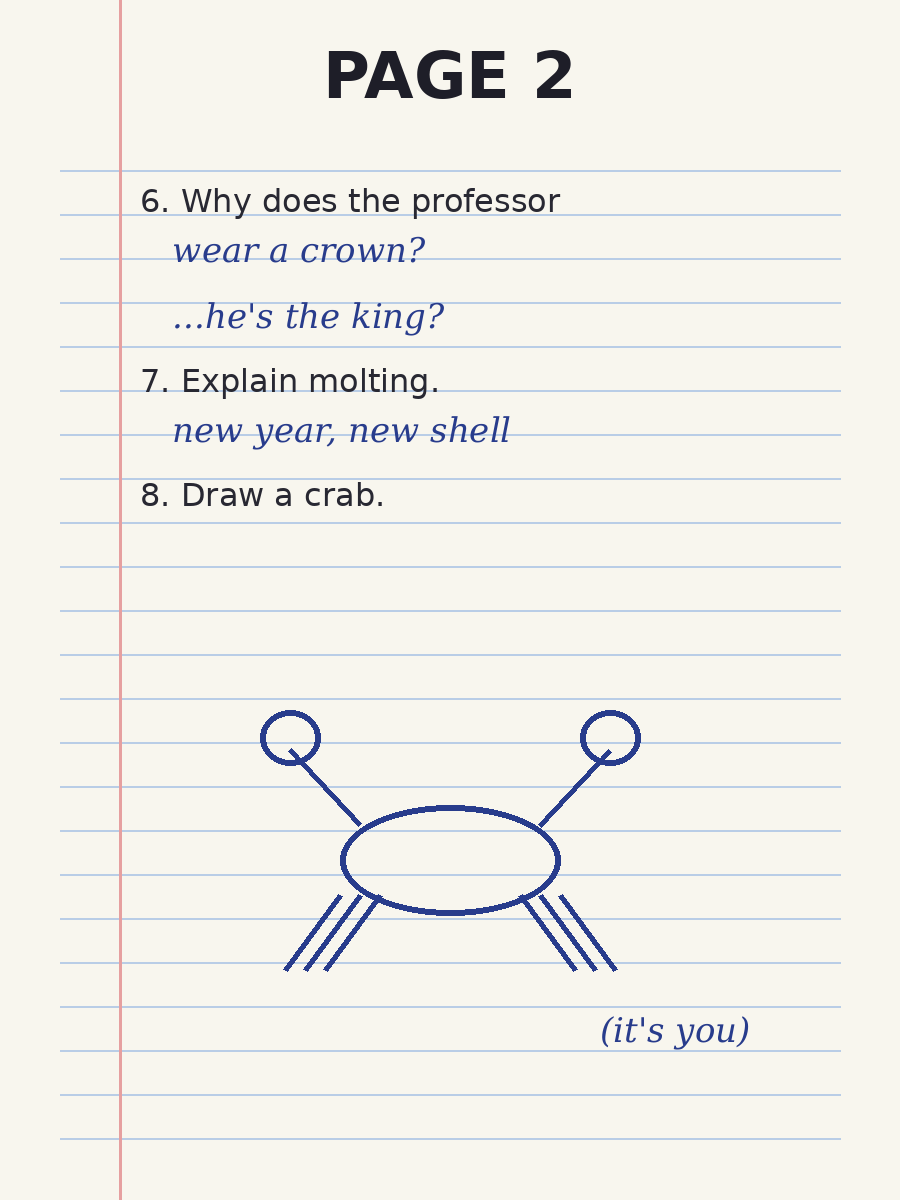 PAGE 2
6. Why does the professor
wear a crown?
...he's the king?
7. Explain molting.
new year, new shell
8. Draw a crab.
(it's you)